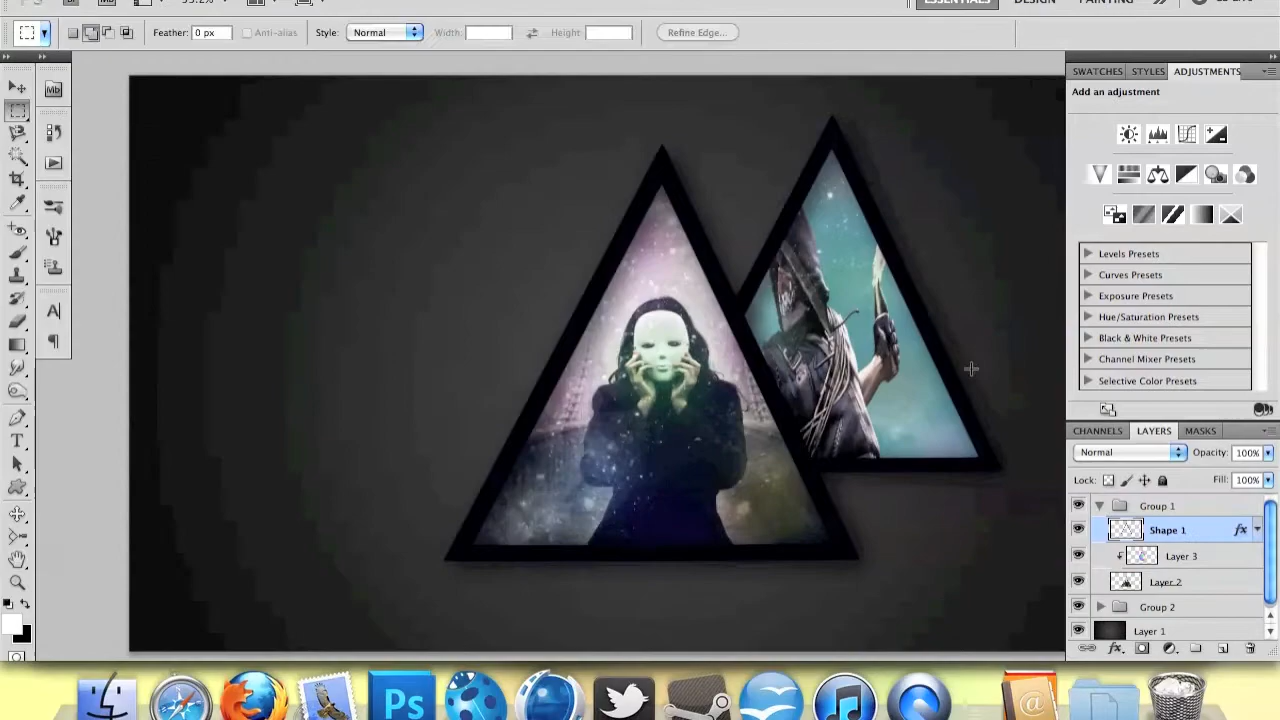 ESSENTIALS DESIGN PAINTING
Feather: 0 px Anti-alias Style: Normal Width: Height: Refine Edge...
Mb
SWATCHES STYLES ADJUSTMENTS
Add an adjustment
Levels Presets
Curves Presets
Exposure Presets
Hue/Saturation Presets
Black & White Presets
Channel Mixer Presets
Selective Color Presets
CHANNELS LAYERS MASKS
Normal Opacity: 100%
Lock: Fill: 100%
Group 1
Shape 1 fx
Layer 3
Layer 2
Group 2
Layer 1
fx
Ps